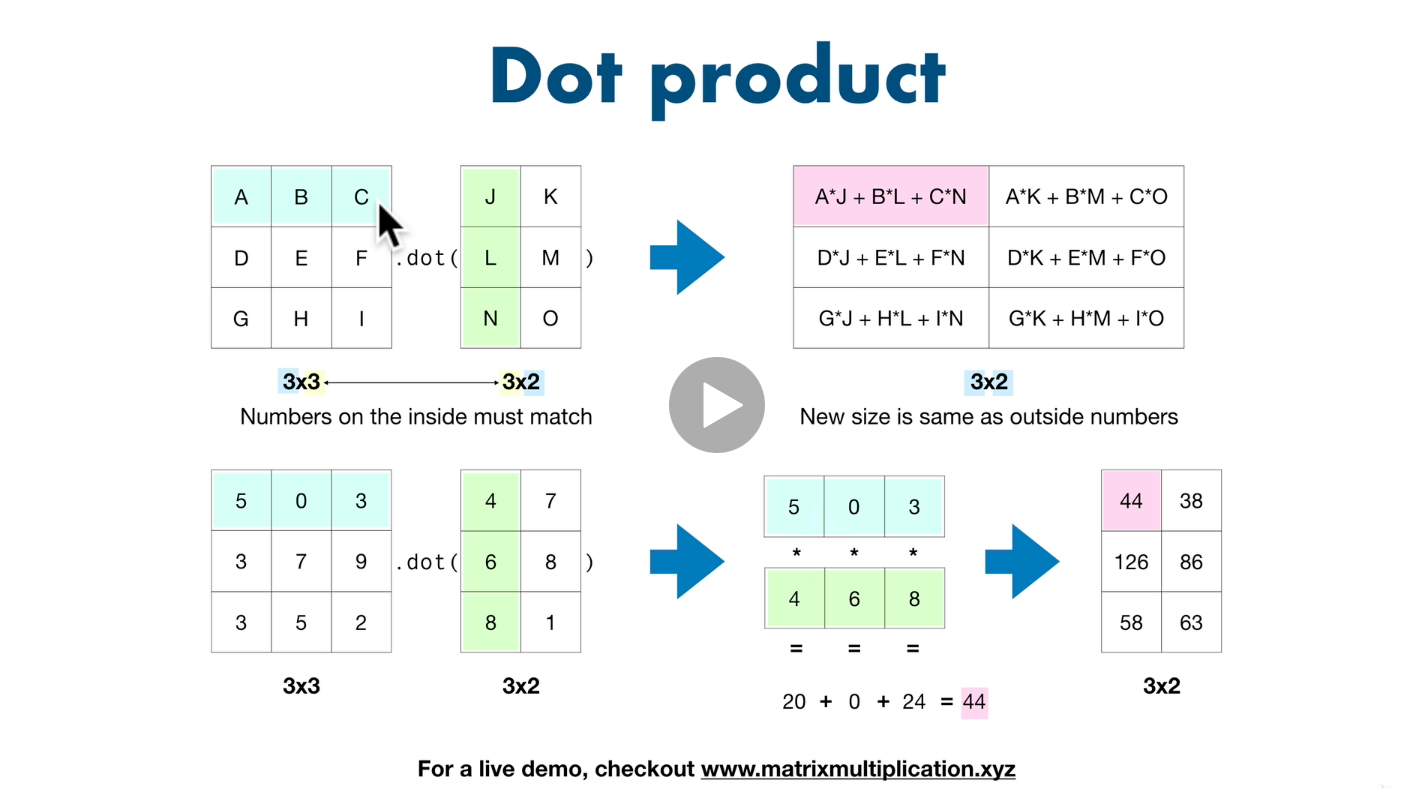 Dot product
A B C J K A*J + B*L + C*N A*K + B*M + C*O
D E F .dot( L M ) D*J + E*L + F*N D*K + E*M + F*O
G H I N O G*J + H*L + I*N G*K + H*M + I*O
3x3 3x2 3x2
Numbers on the inside must match New size is same as outside numbers
5 0 3 4 7 5 0 3 44 38
* * *
3 7 9 .dot( 6 8 ) 4 6 8 126 86
3 5 2 8 1 58 63
= = =
3x3 3x2 3x2
20 + 0 + 24 = 44
For a live demo, checkout www.matrixmultiplication.xyz